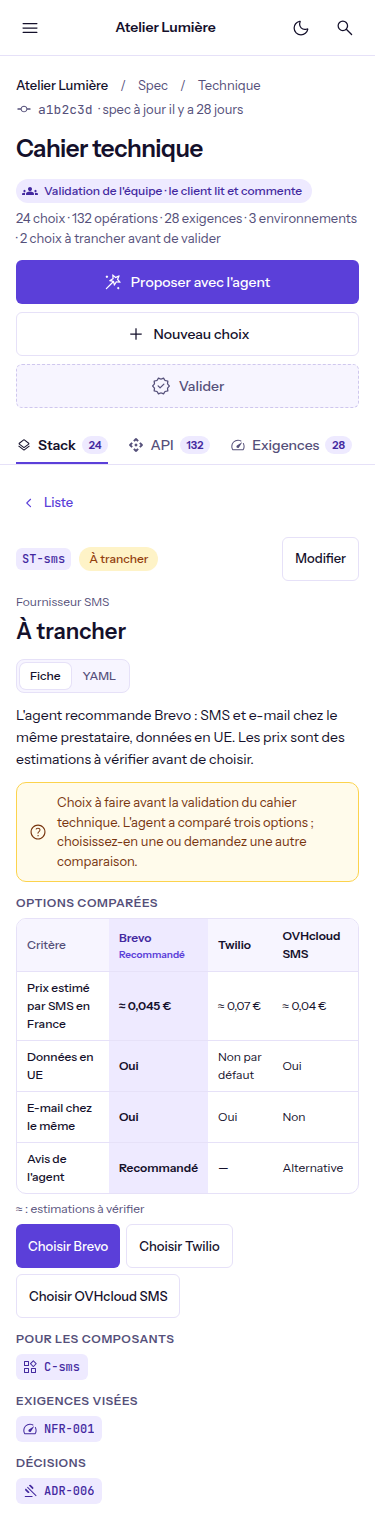 Atelier Lumière
Atelier Lumière / Spec / Technique
a1b2c3d · spec à jour il y a 28 jours
Cahier technique
Validation de l'équipe · le client lit et commente
24 choix · 132 opérations · 28 exigences · 3 environnements
· 2 choix à trancher avant de valider
Proposer avec l'agent
Nouveau choix
Valider
Stack 24 API 132 Exigences 28
Liste
ST-sms À trancher Modifier
Fournisseur SMS
À trancher
Fiche YAML
L'agent recommande Brevo : SMS et e-mail chez le
même prestataire, données en UE. Les prix sont des
estimations à vérifier avant de choisir.
Choix à faire avant la validation du cahier
technique. L'agent a comparé trois options ;
choisissez-en une ou demandez une autre
comparaison.
OPTIONS COMPARÉES
Critère Brevo Recommandé Twilio OVHcloud SMS
Prix estimé par SMS en France ≈ 0,045 € ≈ 0,07 € ≈ 0,04 €
Données en UE Oui Non par défaut Oui
E-mail chez le même Oui Oui Non
Avis de l'agent Recommandé — Alternative
≈ : estimations à vérifier
Choisir Brevo Choisir Twilio
Choisir OVHcloud SMS
POUR LES COMPOSANTS
C-sms
EXIGENCES VISÉES
NFR-001
DÉCISIONS
ADR-006